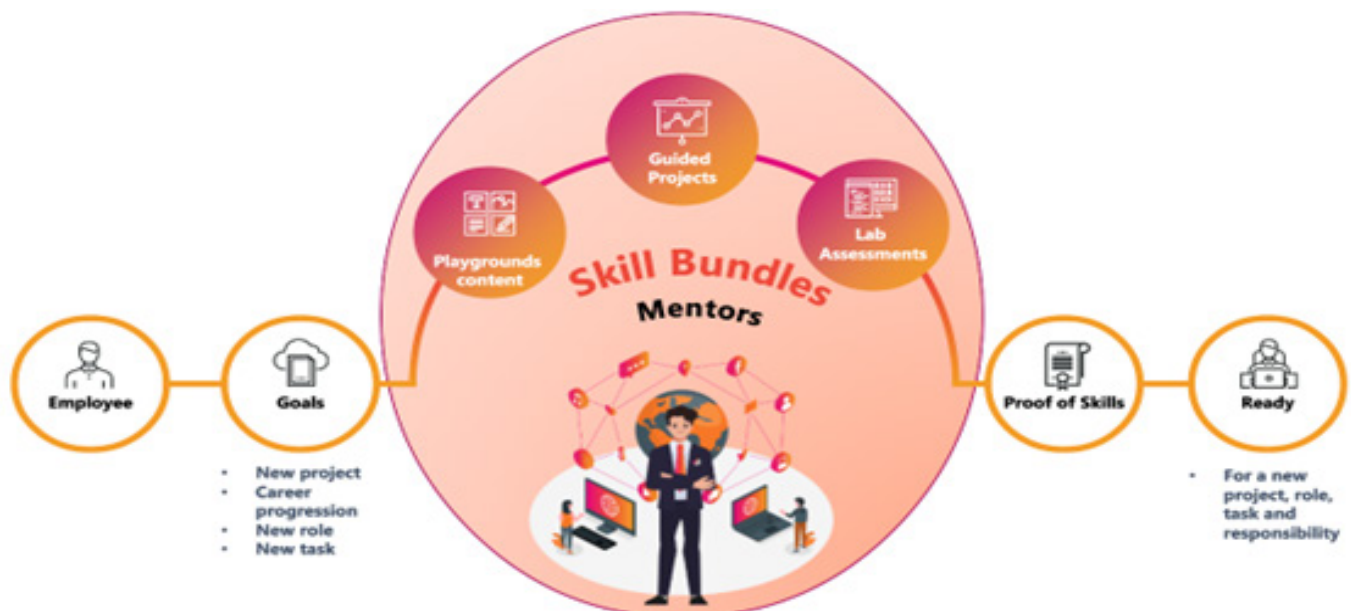 Guided
Projects
Playgrounds
content
Lab
Assessments
Skill Bundles
Mentors
Employee
Goals
• New project
• Career
progression
• New role
• New task
Proof of Skills
Ready
• For a new
project, role,
task and
responsibility